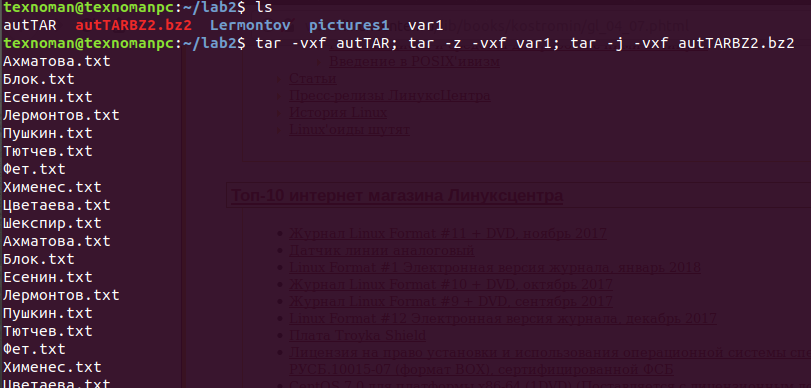 texnoman@texnomanpc:~/lab2$ ls
autTAR autTARBZ2.bz2 Lermontov pictures1 var1
texnoman@texnomanpc:~/lab2$ tar -vxf autTAR; tar -z -vxf var1; tar -j -vxf autTARBZ2.bz2
Ахматова.txt
Блок.txt
Есенин.txt
Лермонтов.txt
Пушкин.txt
Тютчев.txt
Фет.txt
Хименес.txt
Цветаева.txt
Шекспир.txt
Ахматова.txt
Блок.txt
Есенин.txt
Лермонтов.txt
Пушкин.txt
Тютчев.txt
Фет.txt
Хименес.txt
Цветаева.txt
Введение в POSIX'ивизм
Статьи
Пресс-релизы ЛинуксЦентра
История Linux
LinuxСоиды шутят
Топ-10 интернет магазина Линуксцентра
Журнал Linux Format #11 + DVD, ноябрь 2017
Датчик линии аналоговый
Linux Format #1 Электронная версия журнала, январь 2018
Журнал Linux Format #10 + DVD, октябрь 2017
Журнал Linux Format #9 + DVD, сентябрь 2017
Linux Format #12 Электронная версия журнала, декабрь 2017
Плата Troyka Shield
Лицензия на право установки и использования операционной системы
РУСБ.10015-07 (формат BOX), сертифицированной ФСБ